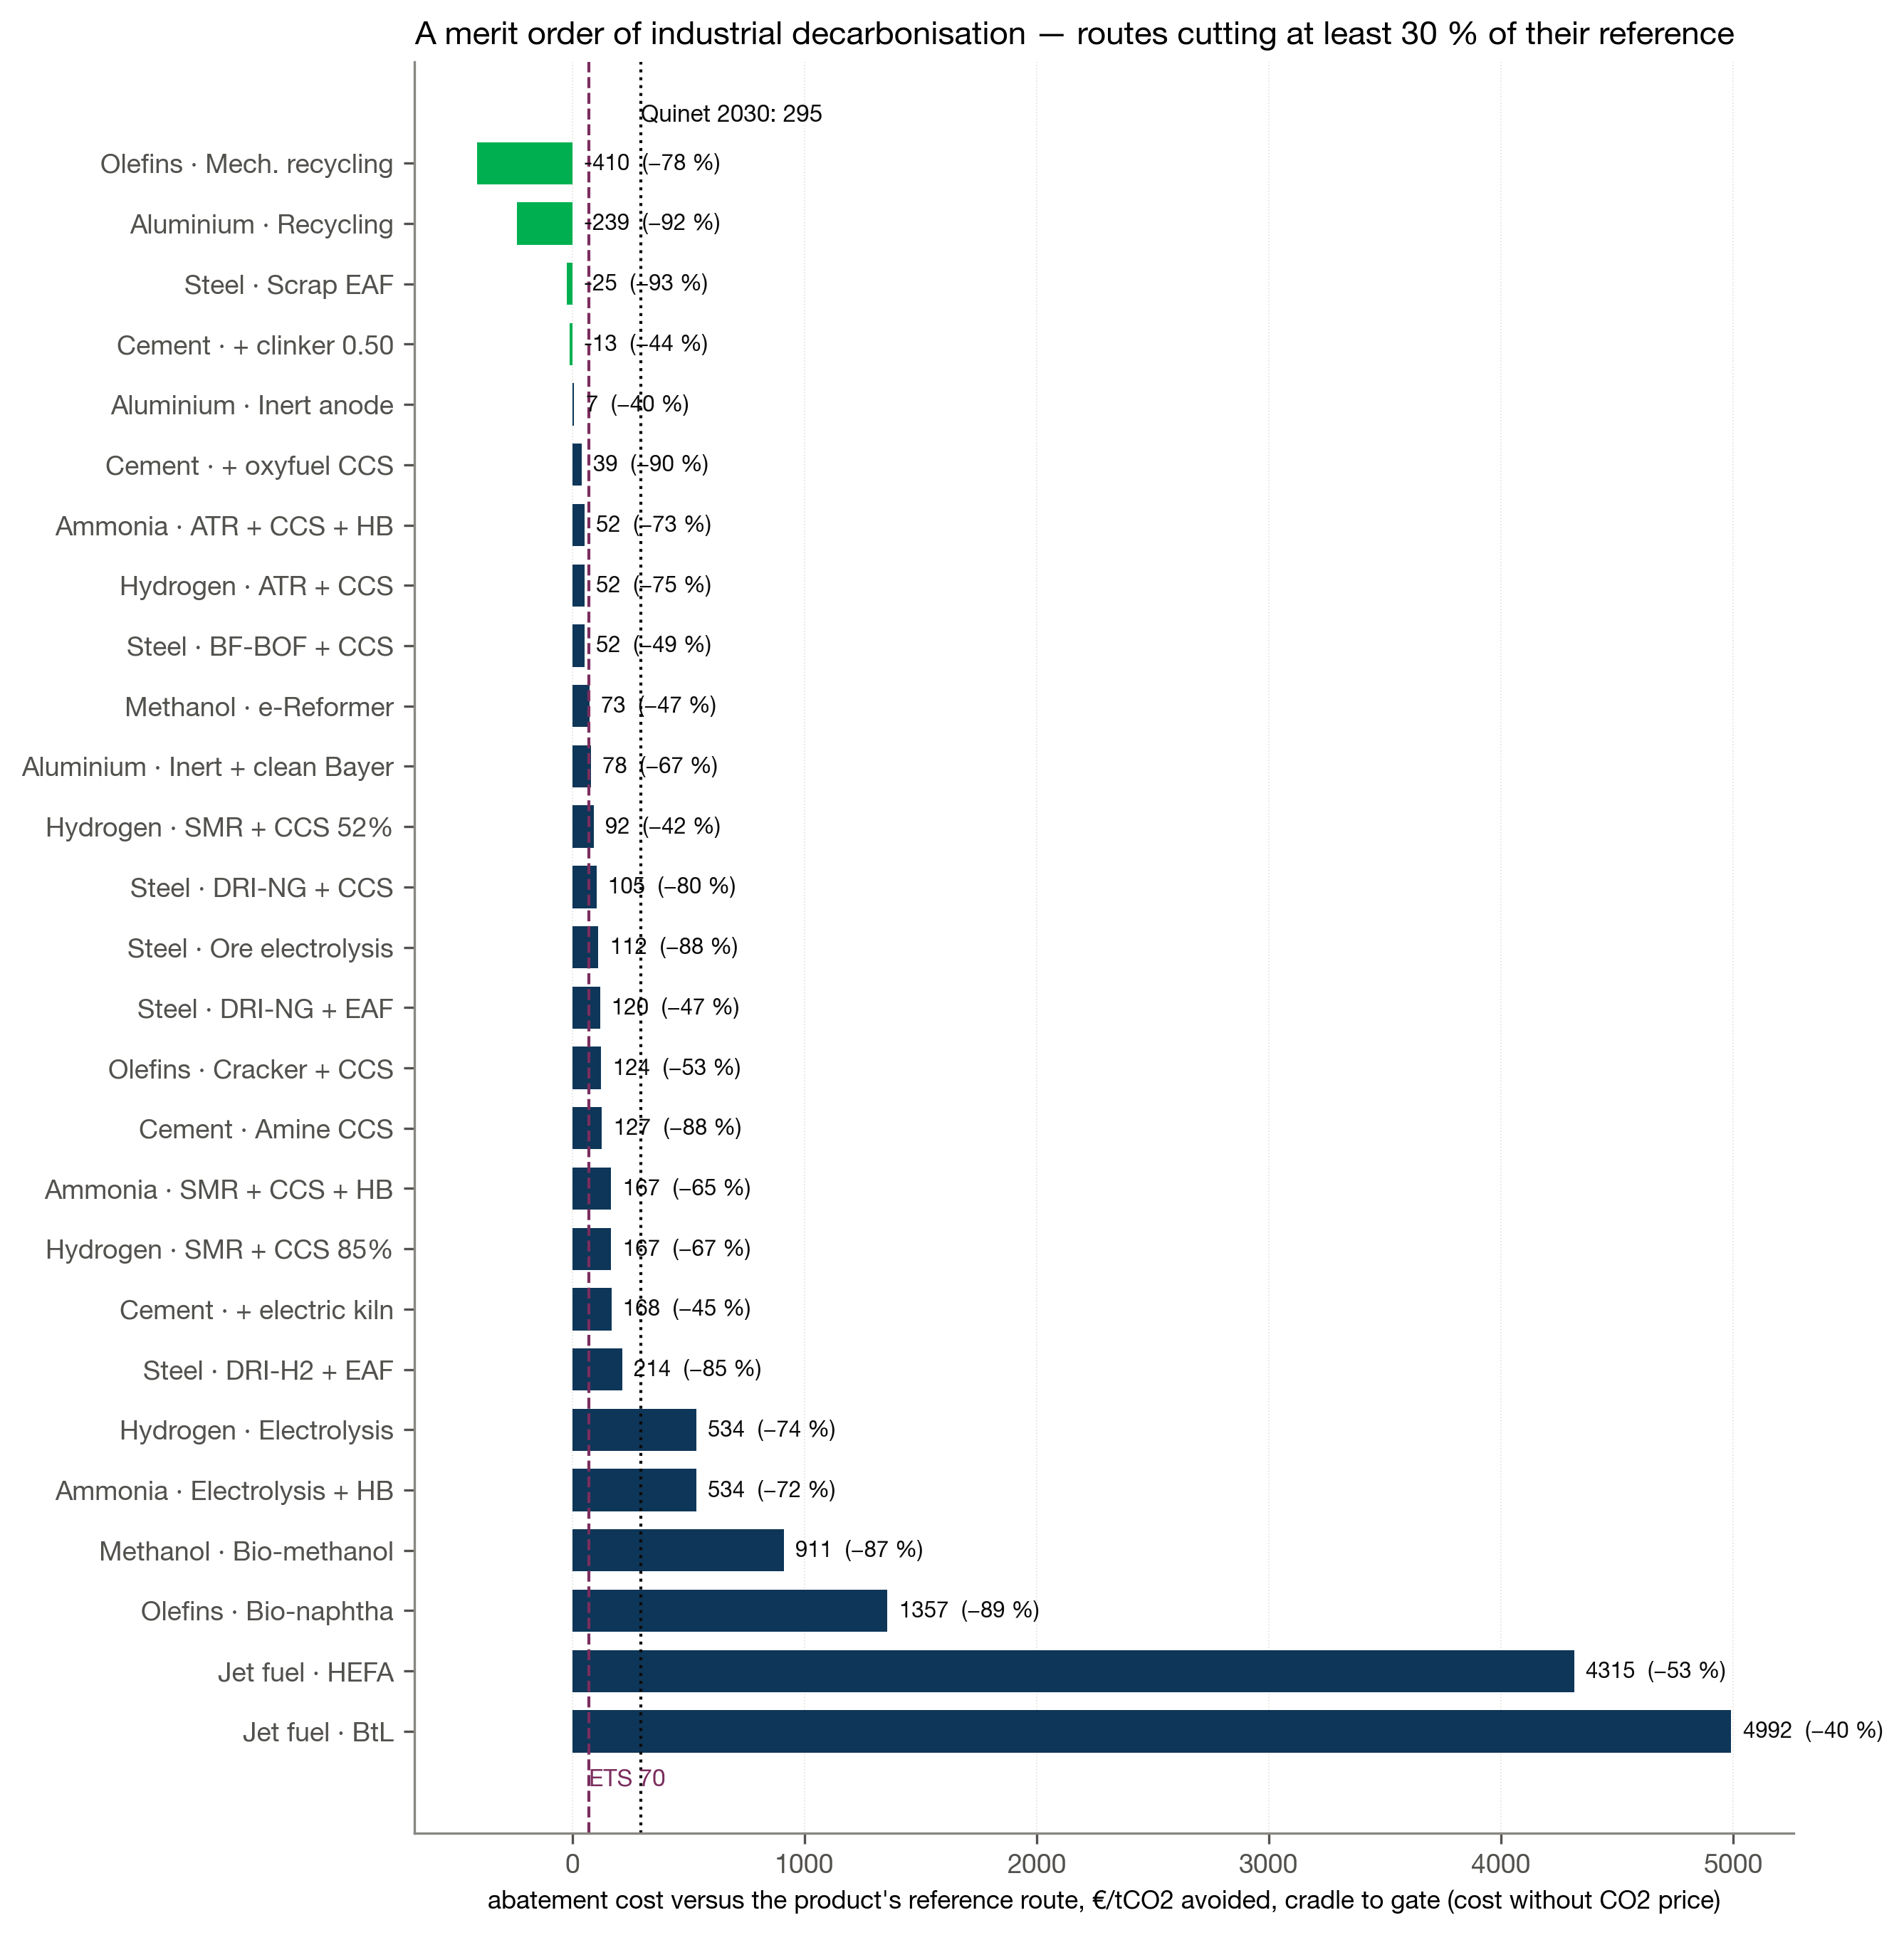 A merit order of industrial decarbonisation — routes cutting at least 30 % of their reference
Quinet 2030: 295
Olefins · Mech. recycling -410 (−78 %)
Aluminium · Recycling -239 (−92 %)
Steel · Scrap EAF -25 (−93 %)
Cement · + clinker 0.50 -13 (−44 %)
Aluminium · Inert anode 7 (−40 %)
Cement · + oxyfuel CCS 39 (−90 %)
Ammonia · ATR + CCS + HB 52 (−73 %)
Hydrogen · ATR + CCS 52 (−75 %)
Steel · BF-BOF + CCS 52 (−49 %)
Methanol · e-Reformer 73 (−47 %)
Aluminium · Inert + clean Bayer 78 (−67 %)
Hydrogen · SMR + CCS 52% 92 (−42 %)
Steel · DRI-NG + CCS 105 (−80 %)
Steel · Ore electrolysis 112 (−88 %)
Steel · DRI-NG + EAF 120 (−47 %)
Olefins · Cracker + CCS 124 (−53 %)
Cement · Amine CCS 127 (−88 %)
Ammonia · SMR + CCS + HB 167 (−65 %)
Hydrogen · SMR + CCS 85% 167 (−67 %)
Cement · + electric kiln 168 (−45 %)
Steel · DRI-H2 + EAF 214 (−85 %)
Hydrogen · Electrolysis 534 (−74 %)
Ammonia · Electrolysis + HB 534 (−72 %)
Methanol · Bio-methanol 911 (−87 %)
Olefins · Bio-naphtha 1357 (−89 %)
Jet fuel · HEFA 4315 (−53 %)
Jet fuel · BtL 4992 (−40 %)
ETS 70
0 1000 2000 3000 4000 5000
abatement cost versus the product's reference route, €/tCO2 avoided, cradle to gate (cost without CO2 price)